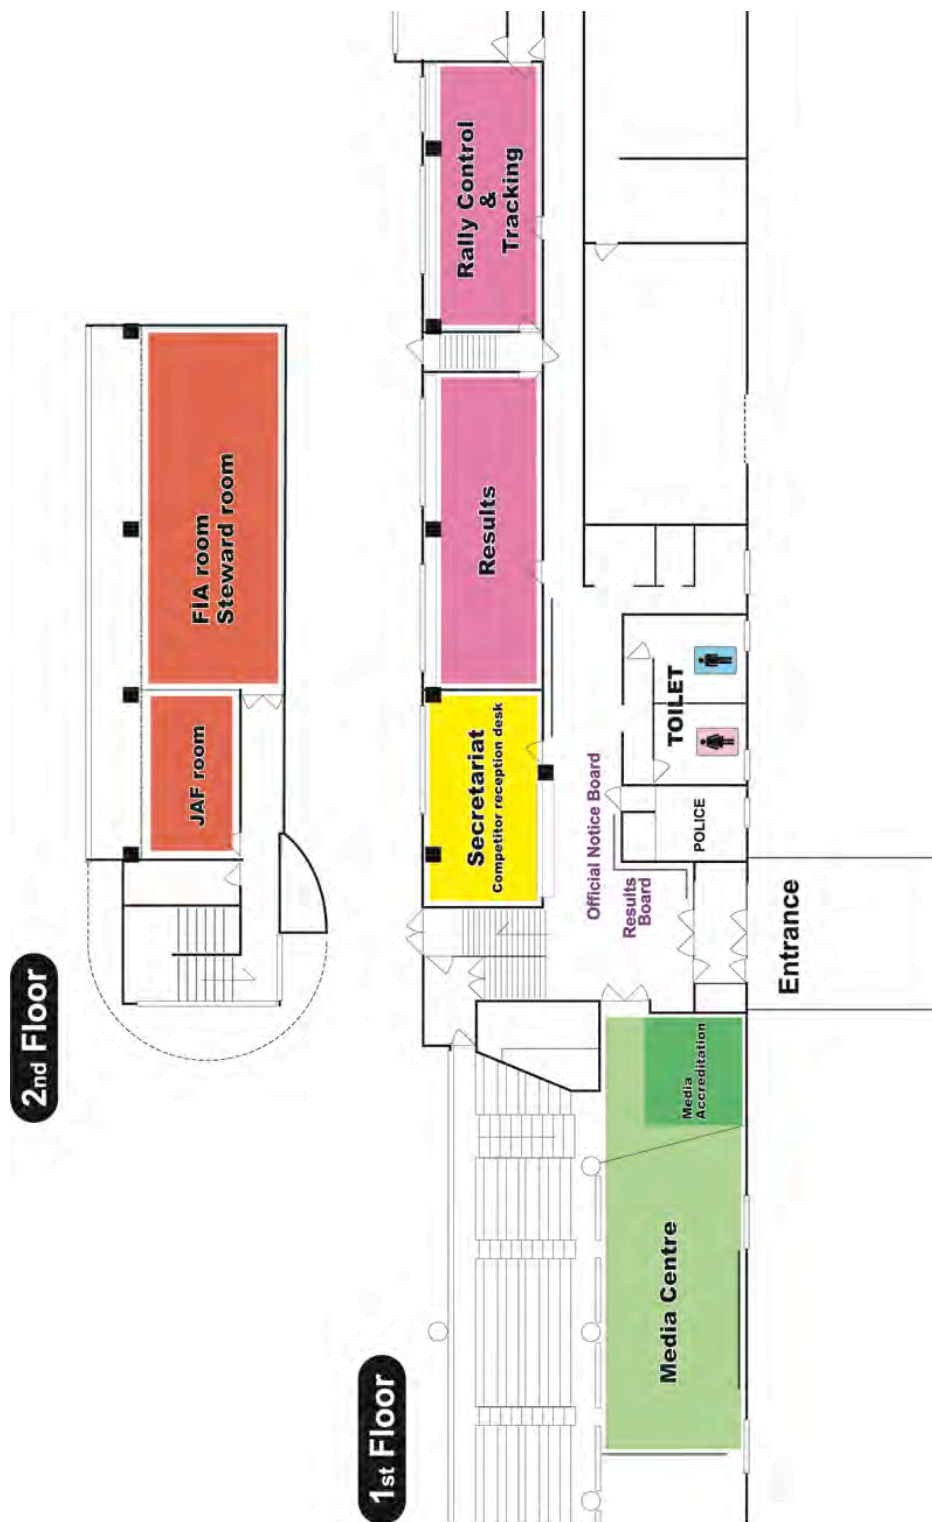 2nd Floor
JAF room
FIA room
Steward room
1st Floor
Media Centre
Media
Accreditation
Entrance
Results
Board
Official Notice Board
POLICE
TOILET
Secretariat
Competitor reception desk
Results
Rally Control
&
Tracking